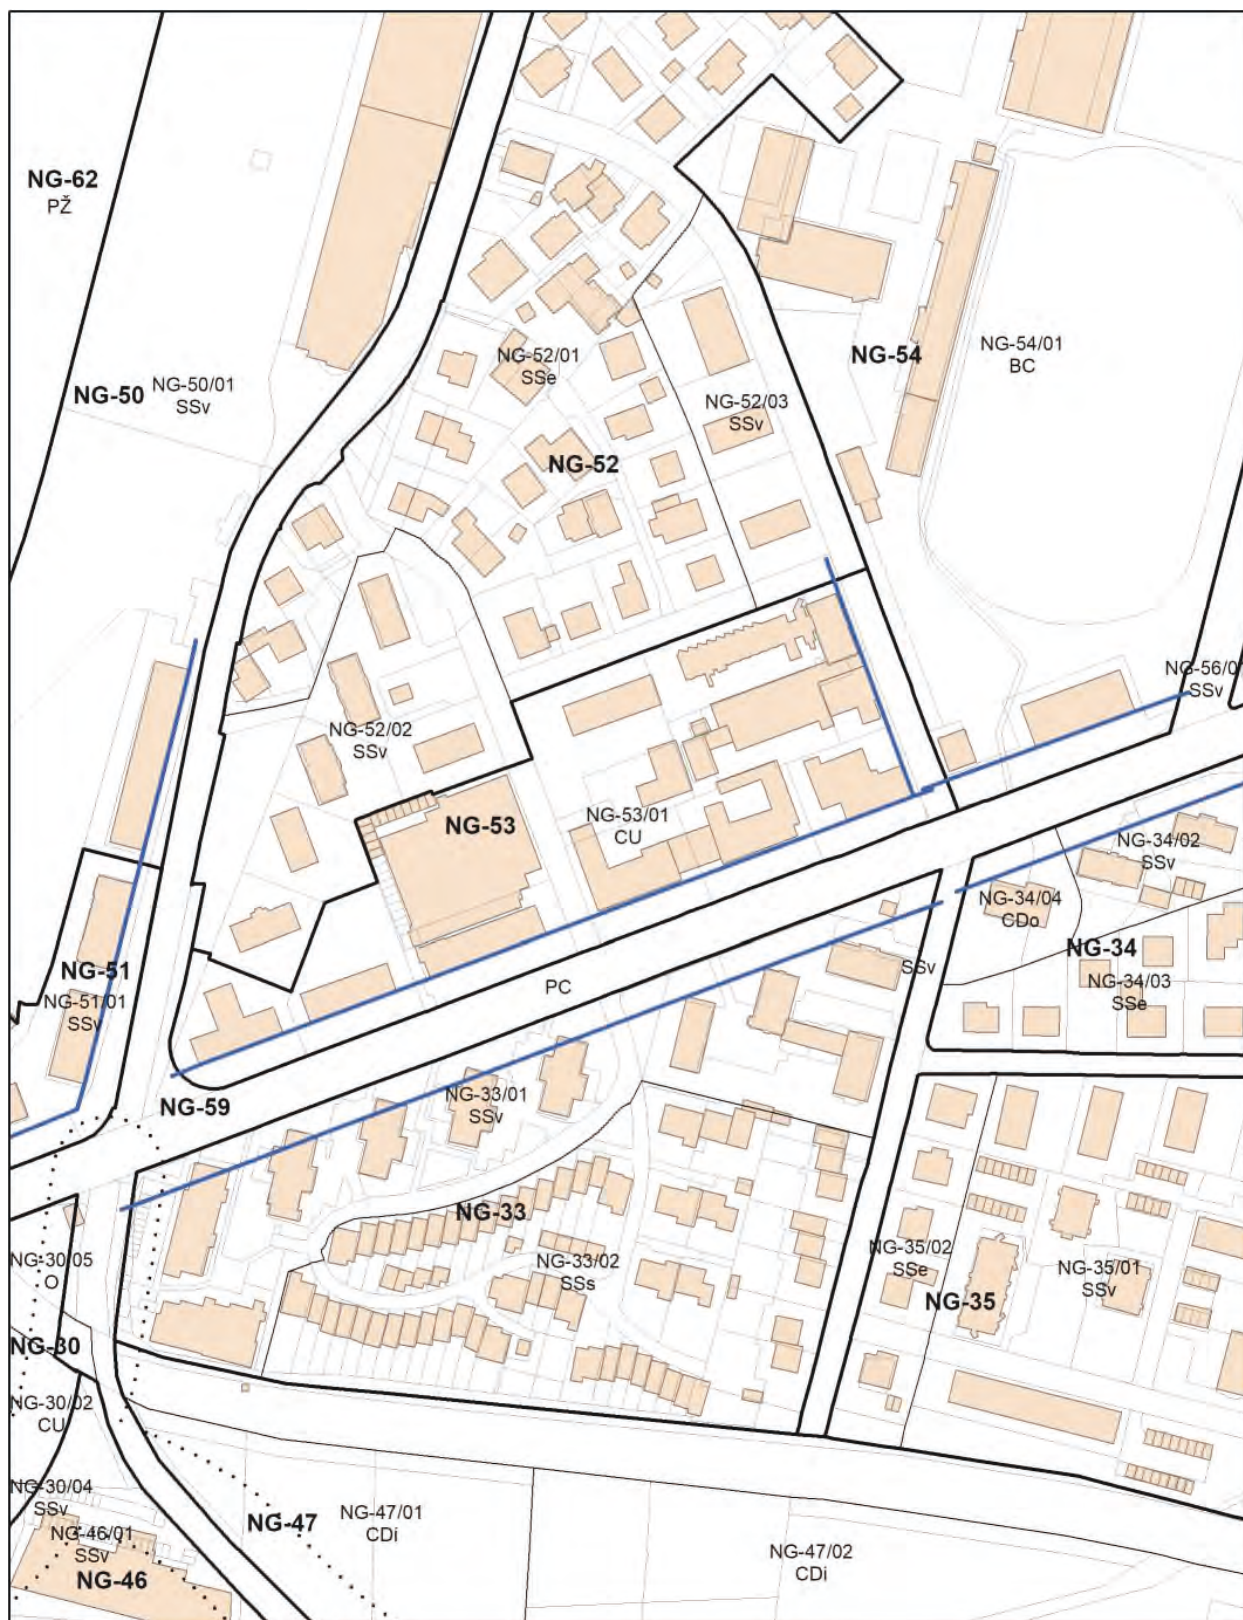 NG-62
PŽ
NG-50
NG-50/01
SSv
NG-52/01
SSe
NG-52/03
SSv
NG-54
NG-54/01
BC
NG-52
NG-52/02
SSv
NG-56/0
SSv
NG-53
NG-53/01
CU
NG-34/02
SSv
NG-34/04
CDo
NG-34
NG-34/03
SSe
SSv
NG-51
NG-51/01
SSv
PC
NG-59
NG-33/01
SSv
NG-33
NG-33/02
SSs
NG-35/02
SSe
NG-35
NG-35/01
SSv
NG-30/05
O
NG-30
NG-30/02
CU
NG-30/04
SSv
NG-46/01
SSv
NG-46
NG-47
NG-47/01
CDi
NG-47/02
CDi